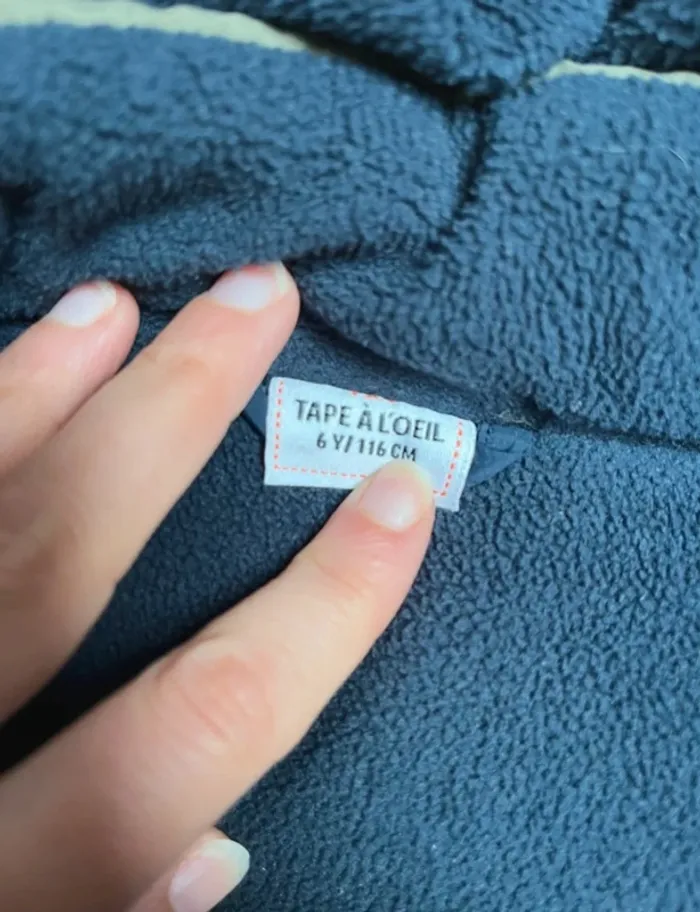 TAPE À L'OEIL
6 Y/116 CM